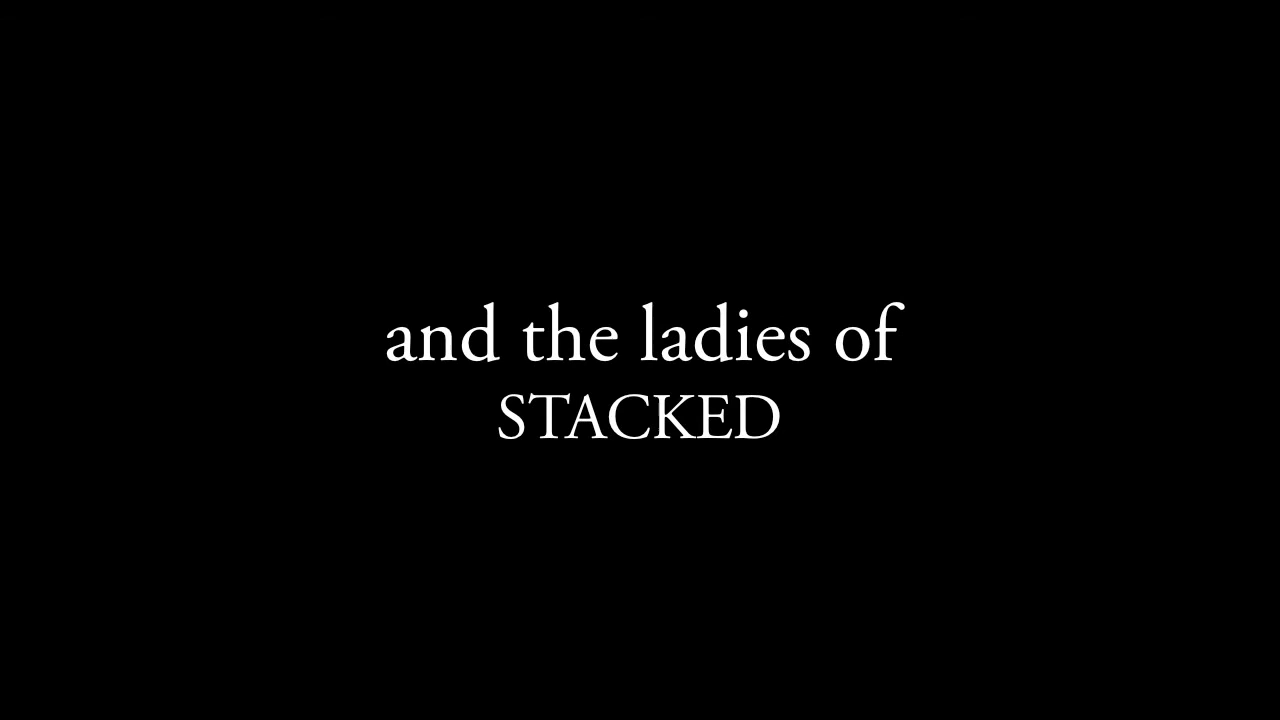 and the ladies of
STACKED